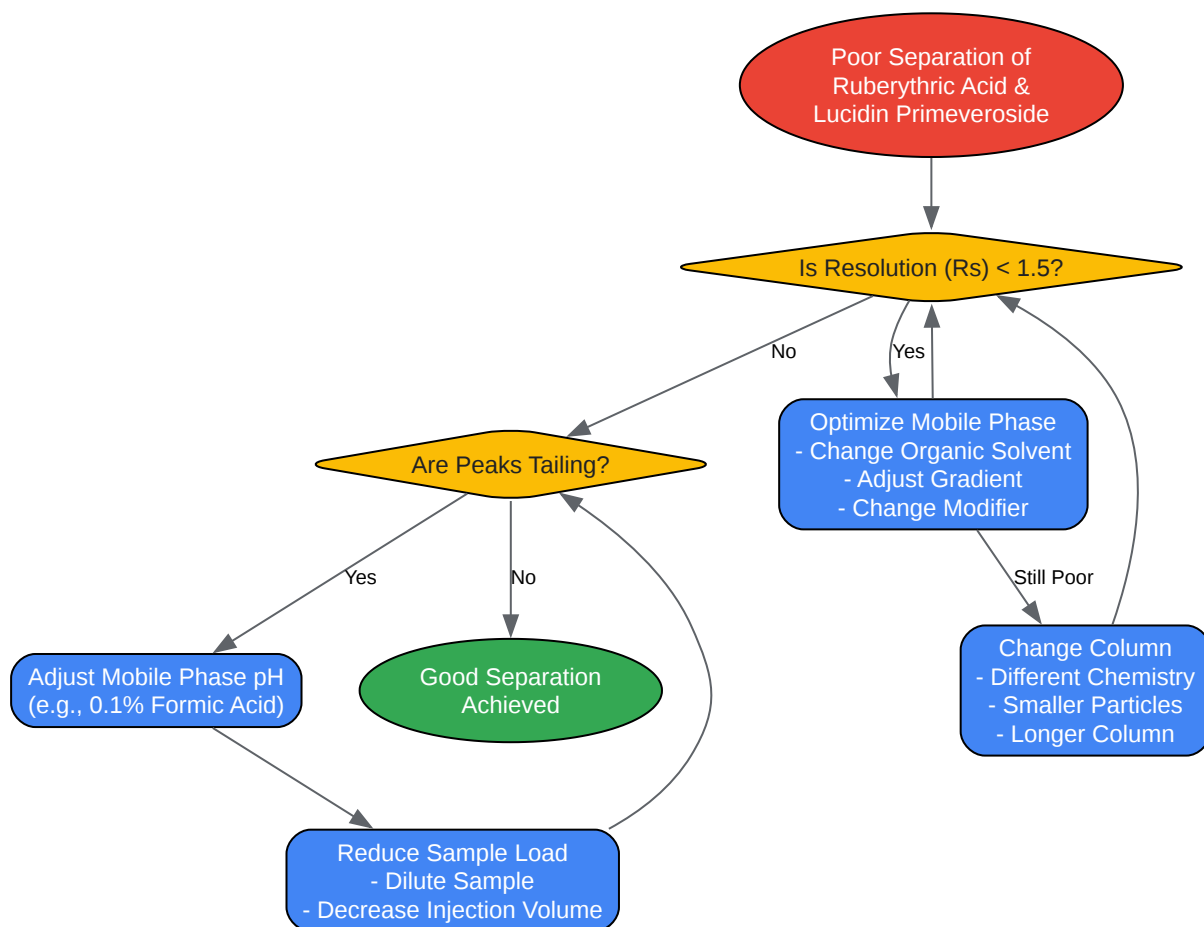 Poor Separation of
Ruberythric Acid &
Lucidin Primeveroside
Is Resolution (Rs) < 1.5?
No
Yes
Optimize Mobile Phase
- Change Organic Solvent
- Adjust Gradient
- Change Modifier
Are Peaks Tailing?
Yes
No
Still Poor
Change Column
- Different Chemistry
- Smaller Particles
- Longer Column
Adjust Mobile Phase pH
(e.g., 0.1% Formic Acid)
Good Separation
Achieved
Reduce Sample Load
- Dilute Sample
- Decrease Injection Volume